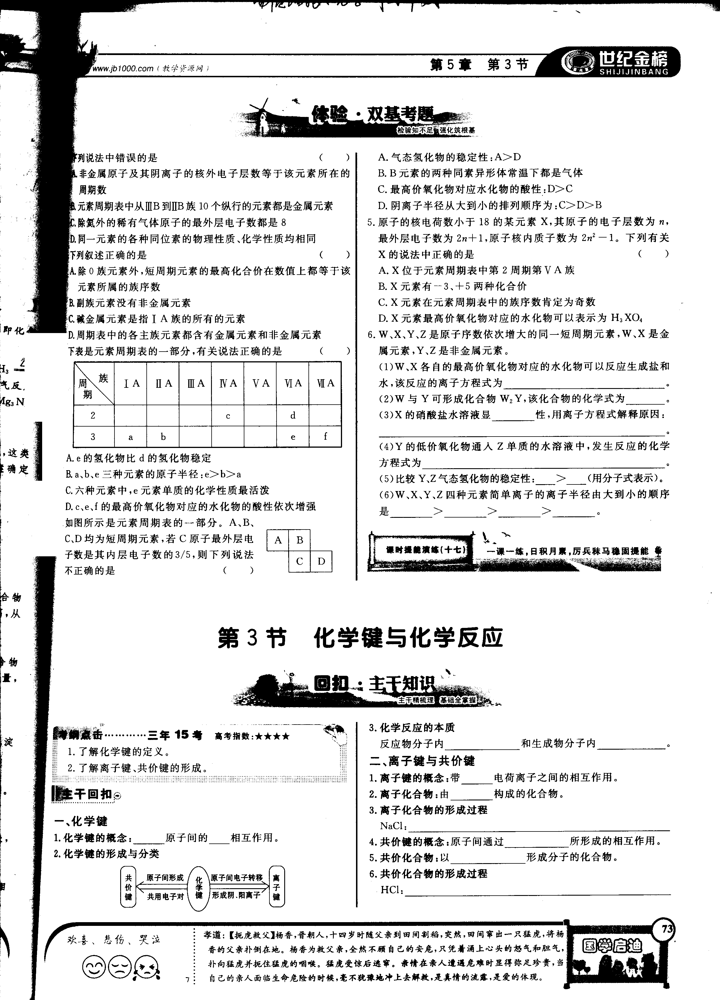 www.jb1000.com(教学资源网)
第5章 第3节
世纪金榜
SHIJIJINBANG
体验·双基考题
检验知不足 强化筑根基
下列说法中错误的是 ( )
A.非金属原子及其阴离子的核外电子层数等于该元素所在的
周期数
B.元素周期表中从ⅢB到ⅡB族10个纵行的元素都是金属元素
C.除氦外的稀有气体原子的最外层电子数都是8
D.同一元素的各种同位素的物理性质、化学性质均相同
下列叙述正确的是 ( )
A.除0族元素外,短周期元素的最高化合价在数值上都等于该
元素所属的族序数
B.副族元素没有非金属元素
C.碱金属元素是指ⅠA族的所有的元素
D.周期表中的各主族元素都含有金属元素和非金属元素
下表是元素周期表的一部分,有关说法正确的是 ( )
族 周期 ⅠA ⅡA ⅢA ⅣA ⅤA ⅥA ⅦA
2 c d
3 a b e f
A.e的氢化物比d的氢化物稳定
B.a、b、e三种元素的原子半径:e>b>a
C.六种元素中,e元素单质的化学性质最活泼
D.c、e、f的最高价氧化物对应的水化物的酸性依次增强
如图所示是元素周期表的一部分。A、B、
C、D均为短周期元素,若C原子最外层电
子数是其内层电子数的3/5,则下列说法
不正确的是 ( )
A B
C D
A.气态氢化物的稳定性:A>D
B.B元素的两种同素异形体常温下都是气体
C.最高价氧化物对应水化物的酸性:D>C
D.阴离子半径从大到小的排列顺序为:C>D>B
5.原子的核电荷数小于18的某元素X,其原子的电子层数为n,
最外层电子数为2n+1,原子核内质子数为2n²-1。下列有关
X的说法中正确的是 ( )
A.X位于元素周期表中第2周期第ⅤA族
B.X元素有-3、+5两种化合价
C.X元素在元素周期表中的族序数肯定为奇数
D.X元素最高价氧化物对应的水化物可以表示为H₃XO₄
6.W、X、Y、Z是原子序数依次增大的同一短周期元素,W、X是金
属元素,Y、Z是非金属元素。
(1)W、X各自的最高价氧化物对应的水化物可以反应生成盐和
水,该反应的离子方程式为________。
(2)W与Y可形成化合物W₂Y,该化合物的化学式为____。
(3)X的硝酸盐水溶液显____性,用离子方程式解释原因:
________。
(4)Y的低价氧化物通入Z单质的水溶液中,发生反应的化学
方程式为________。
(5)比较Y、Z气态氢化物的稳定性:__>__(用分子式表示)。
(6)W、X、Y、Z四种元素简单离子的离子半径由大到小的顺序
是____>____>____>____。
课时提能演练(十七)
一课一练,日积月累,厉兵秣马稳固提能
第3节 化学键与化学反应
回扣·主干知识
主干精梳理 基础全掌握
考纲点击…………三年15考 高考指数:★★★★
1.了解化学键的定义。
2.了解离子键、共价键的形成。
主干回扣
一、化学键
1.化学键的概念:____原子间的___相互作用。
2.化学键的形成与分类
共价键 原子间形成 共用电子对 化学键 原子间电子转移 形成阴、阳离子 离子键
3.化学反应的本质
反应物分子内________和生成物分子内________。
二、离子键与共价键
1.离子键的概念:带____电荷离子之间的相互作用。
2.离子化合物:由____构成的化合物。
3.离子化合物的形成过程
NaCl:________
4.共价键的概念:原子间通过________所形成的相互作用。
5.共价化合物:以________形成分子的化合物。
6.共价化合物的形成过程
HCl:________
欢喜、悲伤、哭泣
孝道:【扼虎救父】杨香,晋朝人,十四岁时随父亲到田间割稻,突然,田间窜出一只猛虎,将杨
香的父亲扑倒在地。杨香为救父亲,全然不顾自己的安危,只凭着涌上心头的怒气和胆气,
扑向猛虎并扼住猛虎的咽喉。猛虎受惊后逃窜。亲情在亲人遭遇危难时显得弥足珍贵,当
自己的亲人面临生命危险的时候,毫不犹豫地冲上去解救,是真情的流露,是爱的体现。
7
国学启迪
73
即化
H₃
气反
Mg₃N
,这类
确定
合物
,从
物
量,
淀